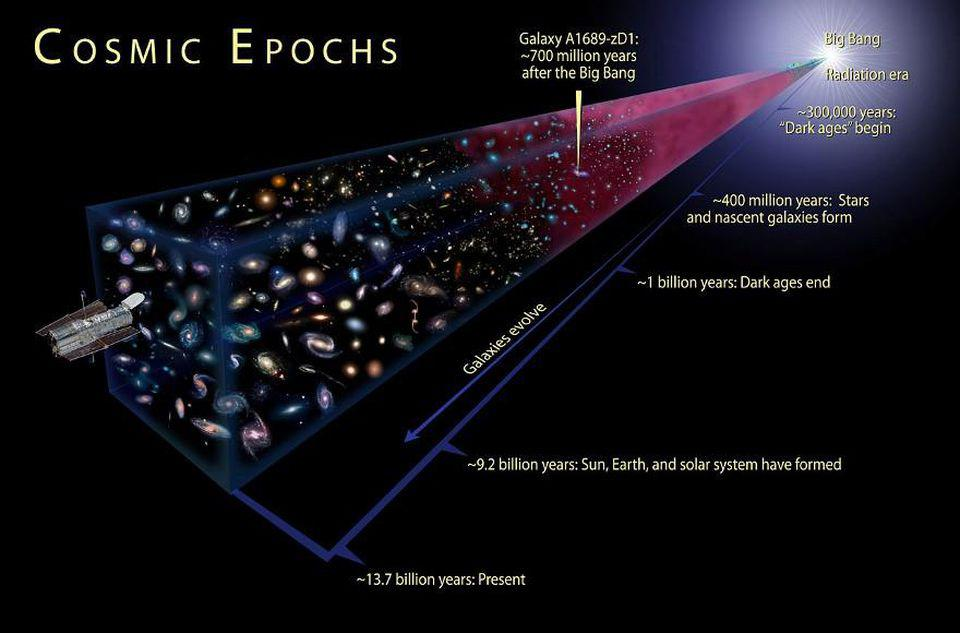 COSMIC EPOCHS
Galaxy A1689-zD1:
~700 million years
after the Big Bang
Big Bang
Radiation era
~300,000 years:
“Dark ages” begin
~400 million years: Stars
and nascent galaxies form
~1 billion years: Dark ages end
Galaxies evolve
~9.2 billion years: Sun, Earth, and solar system have formed
~13.7 billion years: Present